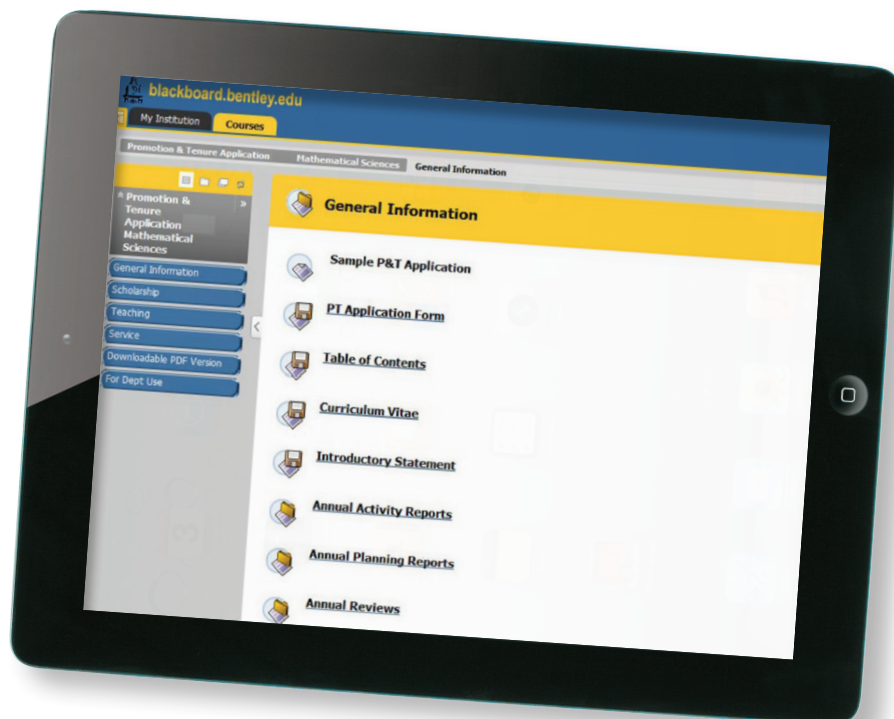 blackboard.bentley.edu
My Institution
Courses
Promotion & Tenure Application
Mathematical Sciences
General Information
Promotion &
Tenure
Application
Mathematical
Sciences
General Information
Scholarship
Teaching
Service
Downloadable PDF Version
For Dept Use
General Information
Sample P&T Application
PT Application Form
Table of Contents
Curriculum Vitae
Introductory Statement
Annual Activity Reports
Annual Planning Reports
Annual Reviews